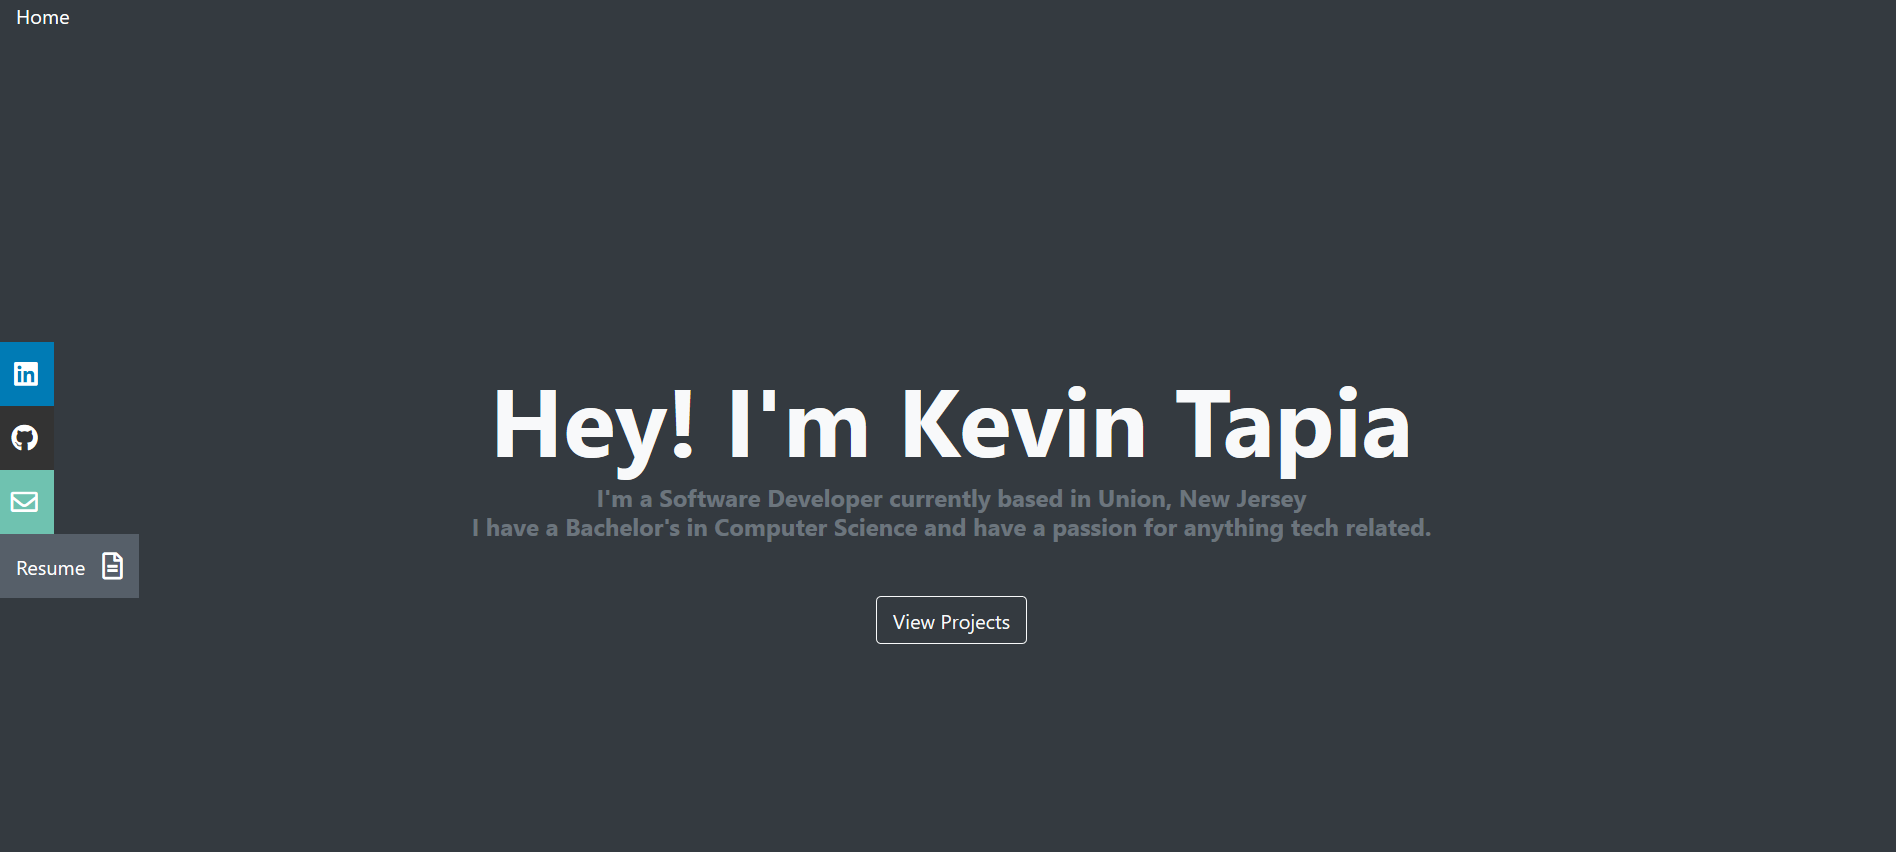 Home
Hey! I'm Kevin Tapia
I'm a Software Developer currently based in Union, New Jersey
I have a Bachelor's in Computer Science and have a passion for anything tech related.
Resume
View Projects